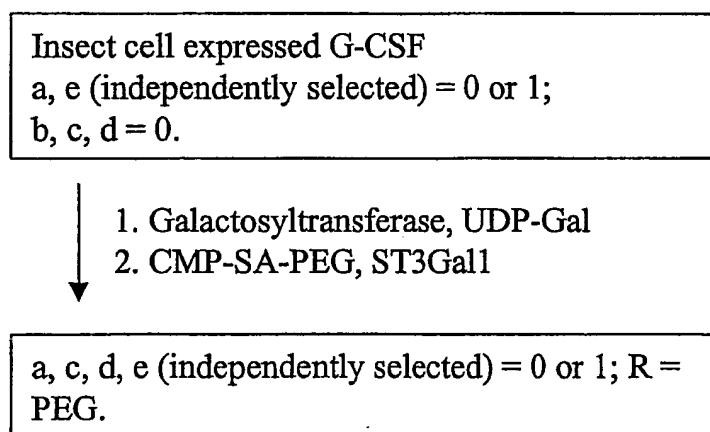 Insect cell expressed G-CSF
a, e (independently selected) = 0 or 1;
b, c, d = 0.
1. Galactosyltransferase, UDP-Gal
2. CMP-SA-PEG, ST3Gal1
a, c, d, e (independently selected) = 0 or 1; R =
PEG.